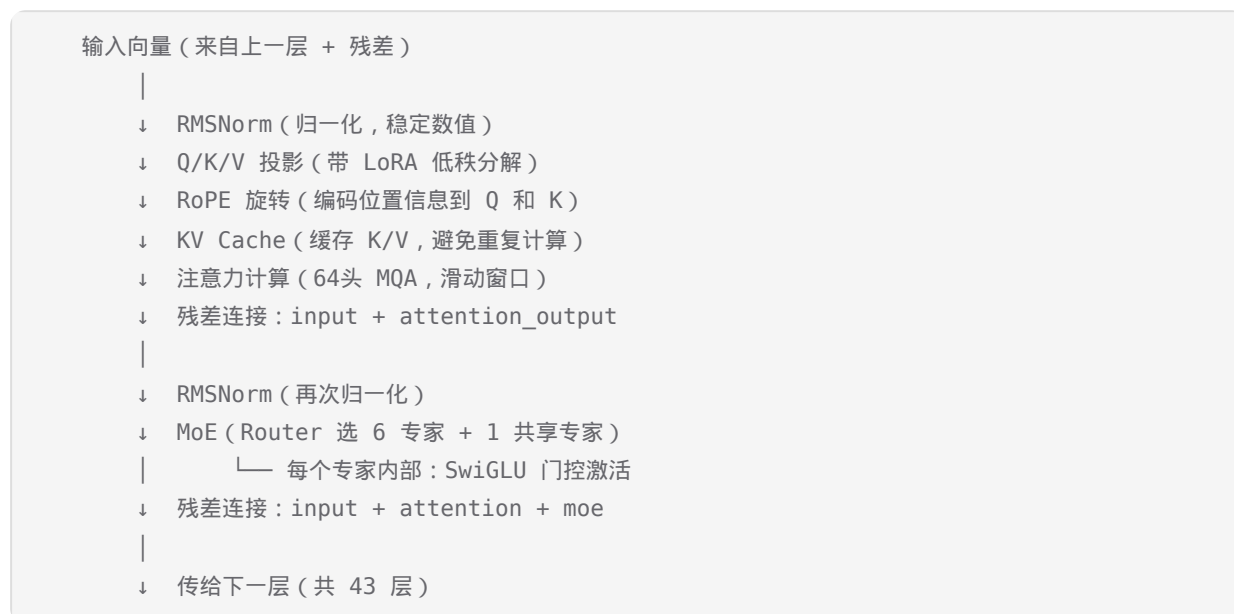 输入向量（来自上一层 + 残差）
│
↓ RMSNorm（归一化，稳定数值）
↓ Q/K/V 投影（带 LoRA 低秩分解）
↓ RoPE 旋转（编码位置信息到 Q 和 K）
↓ KV Cache（缓存 K/V，避免重复计算）
↓ 注意力计算（64头 MQA，滑动窗口）
↓ 残差连接：input + attention_output
│
↓ RMSNorm（再次归一化）
↓ MoE（Router 选 6 专家 + 1 共享专家）
│ └── 每个专家内部：SwiGLU 门控激活
↓ 残差连接：input + attention + moe
│
↓ 传给下一层（共 43 层）